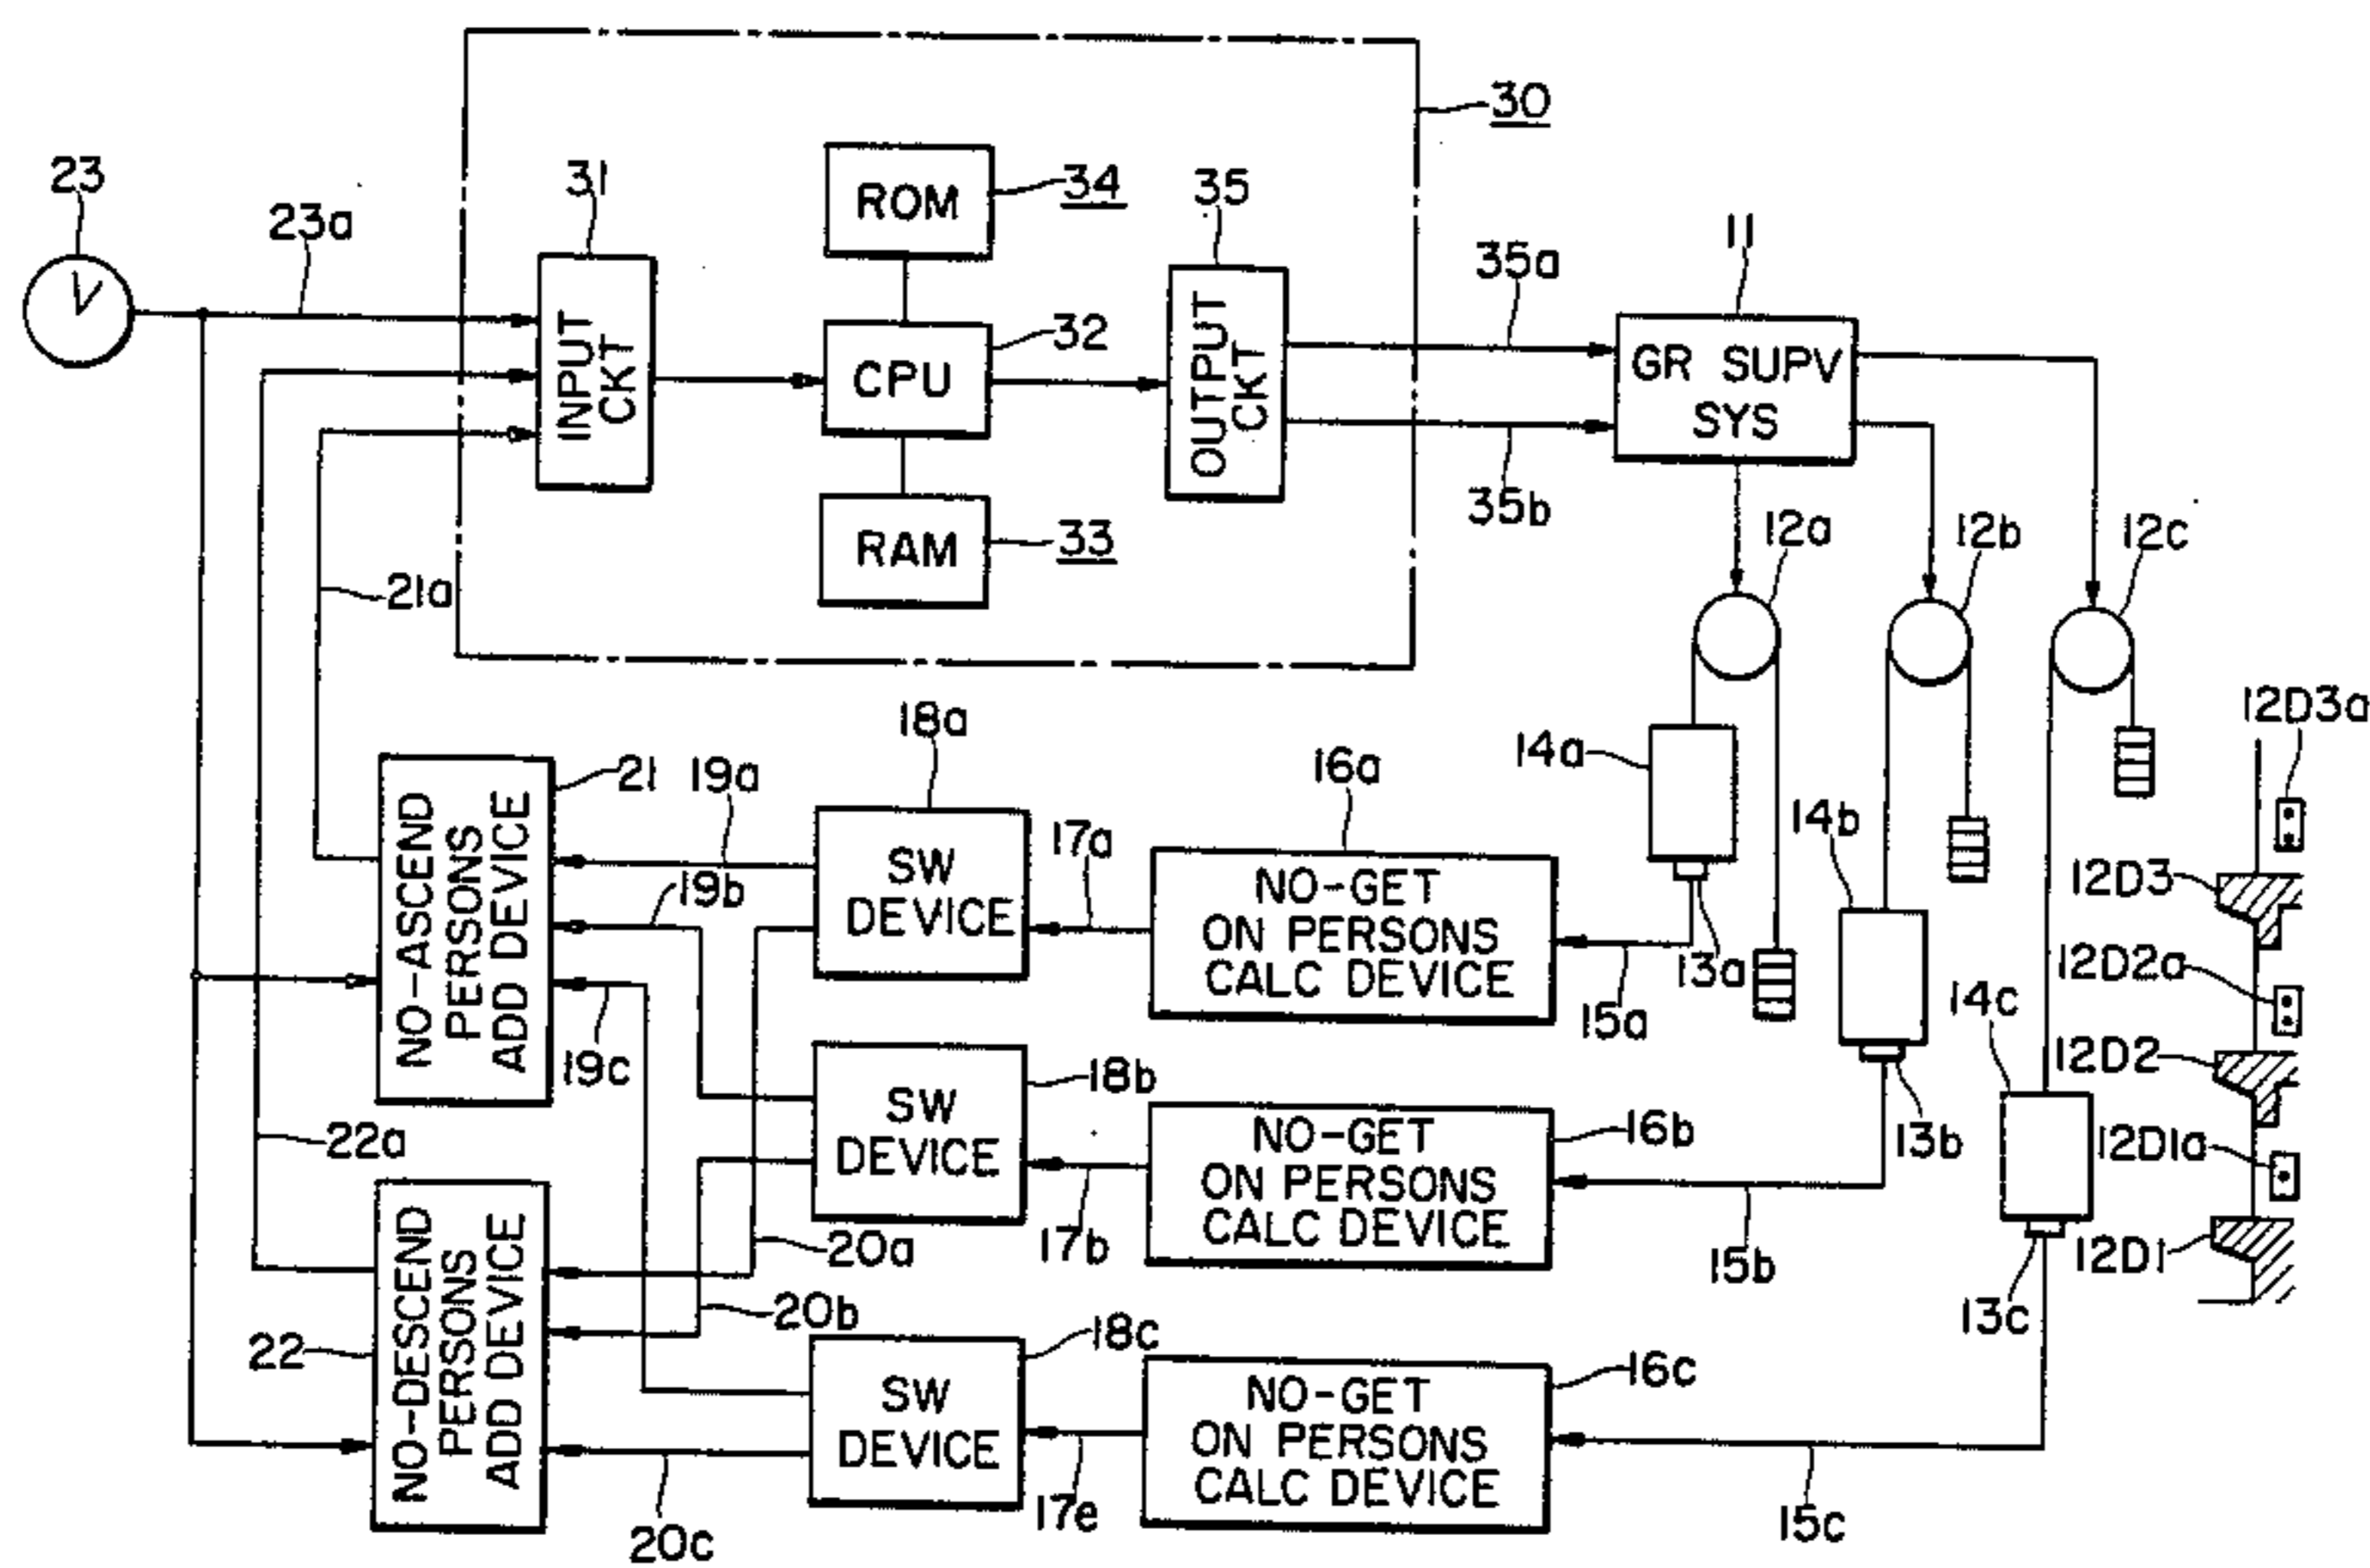 30
23
31
ROM
34
35
23a
11
35a
INPUT
CKT
CPU
32
OUTPUT
CKT
GR SUPV
SYS
35b
12a
12b
12c
RAM
33
21a
12D3a
18a
14a
16a
21
19a
NO-ASCEND
PERSONS
ADD DEVICE
SW
DEVICE
17a
NO-GET
ON PERSONS
CALC DEVICE
14b
12D3
19b
13a
12D2a
14c
15a
19c
12D2
18b
SW
DEVICE
16b
NO-GET
ON PERSONS
CALC DEVICE
13b
12D1a
22a
20a
17b
15b
12D1
NO-DESCEND
PERSONS
ADD DEVICE
20b
13c
22
18c
SW
DEVICE
16c
NO-GET
ON PERSONS
CALC DEVICE
17e
15c
20c